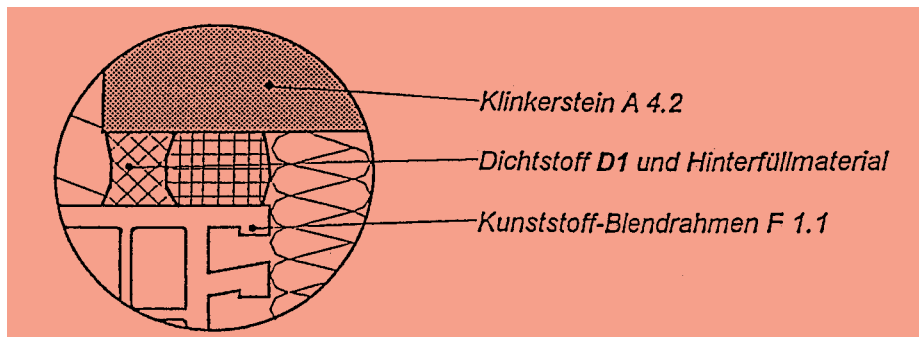 Klinkerstein A 4.2
Dichtstoff D1 und Hinterfüllmaterial
Kunststoff-Blendrahmen F 1.1